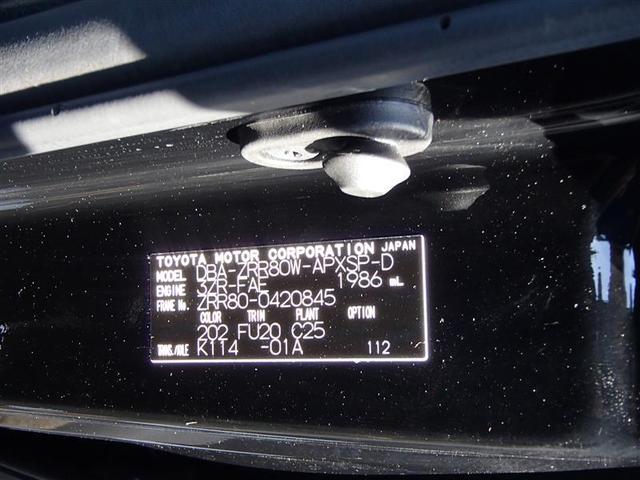 TOYOTA MOTOR CORPORATION JAPAN
MODEL DBA-ZRR80W-APXSP-D
ENGINE 3ZR-FAE 1986 mL
FRAME No. ZRR80-0420845
COLOR TRIM PLANT OPTION
202 FU20 C25
TRANS./AXLE K114 -01A 112